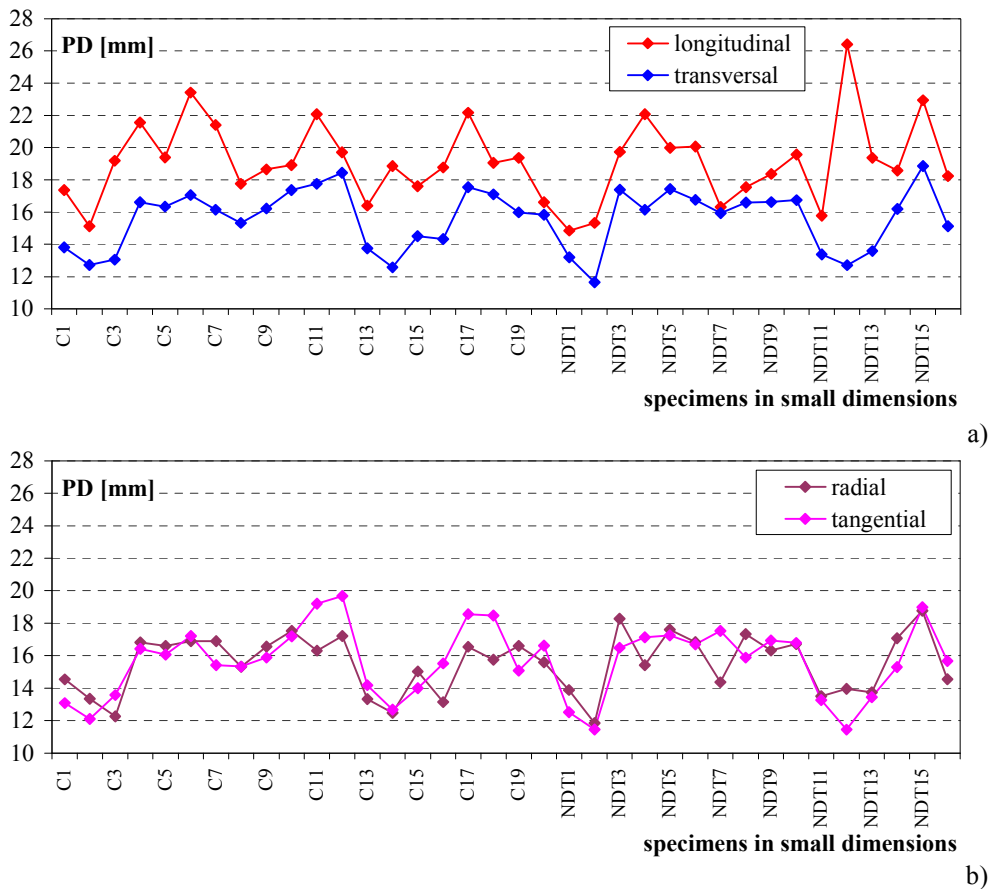 28
26
24
22
20
18
16
14
12
10
PD [mm]
longitudinal
transversal
C1
C3
C5
C7
C9
C11
C13
C15
C17
C19
NDT1
NDT3
NDT5
NDT7
NDT9
NDT11
NDT13
NDT15
specimens in small dimensions
a)
28
26
24
22
20
18
16
14
12
10
PD [mm]
radial
tangential
C1
C3
C5
C7
C9
C11
C13
C15
C17
C19
NDT1
NDT3
NDT5
NDT7
NDT9
NDT11
NDT13
NDT15
specimens in small dimensions
b)